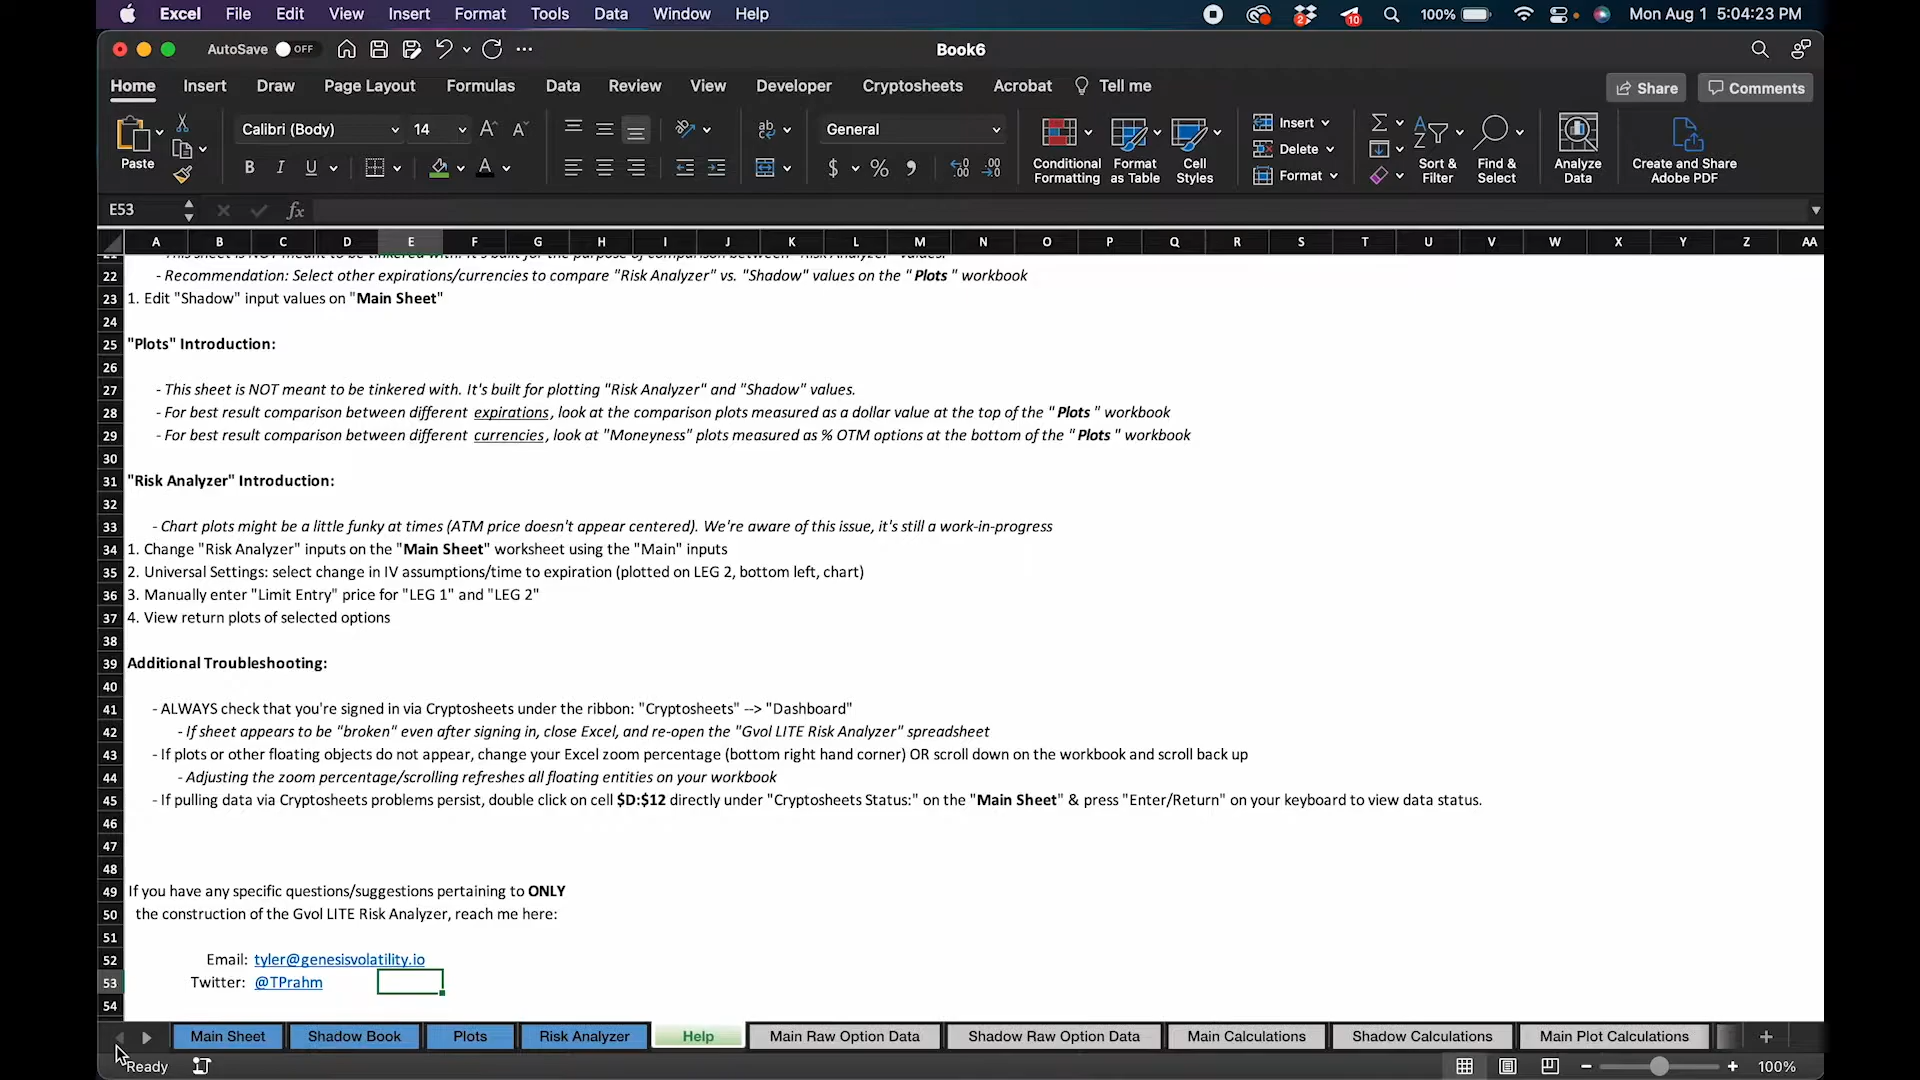 Excel File Edit View Insert Format Tools Data Window Help 2 10 100% Mon Aug 1 5:04:23 PM
AutoSave OFF Book6
Home Insert Draw Page Layout Formulas Data Review View Developer Cryptosheets Acrobat Tell me Share Comments
Paste Calibri (Body) 14 General Conditional Formatting Format as Table Cell Styles Insert Delete Format Sort & Filter Find & Select Analyze Data Create and Share Adobe PDF
E53 fx
A B C D E F G H I J K L M N O P Q R S T U V W X Y Z AA
22 - Recommendation: Select other expirations/currencies to compare "Risk Analyzer" vs. "Shadow" values on the "Plots" workbook
23 1. Edit "Shadow" input values on "Main Sheet"
24
25 "Plots" Introduction:
26
27 - This sheet is NOT meant to be tinkered with. It's built for plotting "Risk Analyzer" and "Shadow" values.
28 - For best result comparison between different expirations, look at the comparison plots measured as a dollar value at the top of the "Plots" workbook
29 - For best result comparison between different currencies, look at "Moneyness" plots measured as % OTM options at the bottom of the "Plots" workbook
30
31 "Risk Analyzer" Introduction:
32
33 - Chart plots might be a little funky at times (ATM price doesn't appear centered). We're aware of this issue, it's still a work-in-progress
34 1. Change "Risk Analyzer" inputs on the "Main Sheet" worksheet using the "Main" inputs
35 2. Universal Settings: select change in IV assumptions/time to expiration (plotted on LEG 2, bottom left, chart)
36 3. Manually enter "Limit Entry" price for "LEG 1" and "LEG 2"
37 4. View return plots of selected options
38
39 Additional Troubleshooting:
40
41 - ALWAYS check that you're signed in via Cryptosheets under the ribbon: "Cryptosheets" --> "Dashboard"
42 - If sheet appears to be "broken" even after signing in, close Excel, and re-open the "Gvol LITE Risk Analyzer" spreadsheet
43 - If plots or other floating objects do not appear, change your Excel zoom percentage (bottom right hand corner) OR scroll down on the workbook and scroll back up
44 - Adjusting the zoom percentage/scrolling refreshes all floating entities on your workbook
45 - If pulling data via Cryptosheets problems persist, double click on cell $D:$12 directly under "Cryptosheets Status:" on the "Main Sheet" & press "Enter/Return" on your keyboard to view data status.
46
47
48
49 If you have any specific questions/suggestions pertaining to ONLY
50 the construction of the Gvol LITE Risk Analyzer, reach me here:
51
52 Email: tyler@genesisvolatility.io
53 Twitter: @TPrahm
54
Main Sheet Shadow Book Plots Risk Analyzer Help Main Raw Option Data Shadow Raw Option Data Main Calculations Shadow Calculations Main Plot Calculations
Ready 100%